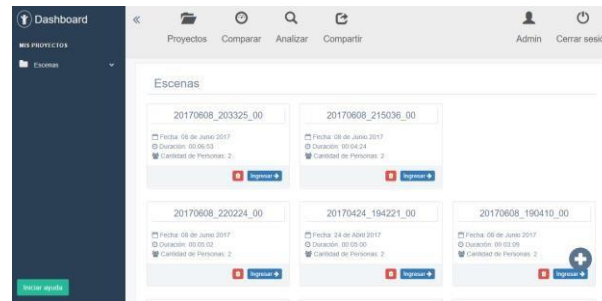 Dashboard
«
Proyectos
Comparar
Analizar
Compartir
Admin
Cerrar sesió
MIS PROYECTOS
Escenas
Escenas
20170608_203325_00
Fecha: 08 de Junio 2017
Duración: 00:06:53
Cantidad de Personas: 2
Ingresar
20170608_215036_00
Fecha: 08 de Junio 2017
Duración: 00:04:24
Cantidad de Personas: 2
Ingresar
20170608_220224_00
Fecha: 08 de Junio 2017
Duración: 00:05:02
Cantidad de Personas: 2
Ingresar
20170424_194221_00
Fecha: 24 de Abril 2017
Duración: 00:05:00
Cantidad de Personas: 2
Ingresar
20170608_190410_00
Fecha: 08 de Junio 2017
Duración: 00:03:09
Cantidad de Personas: 2
Ingresar
Iniciar ayuda